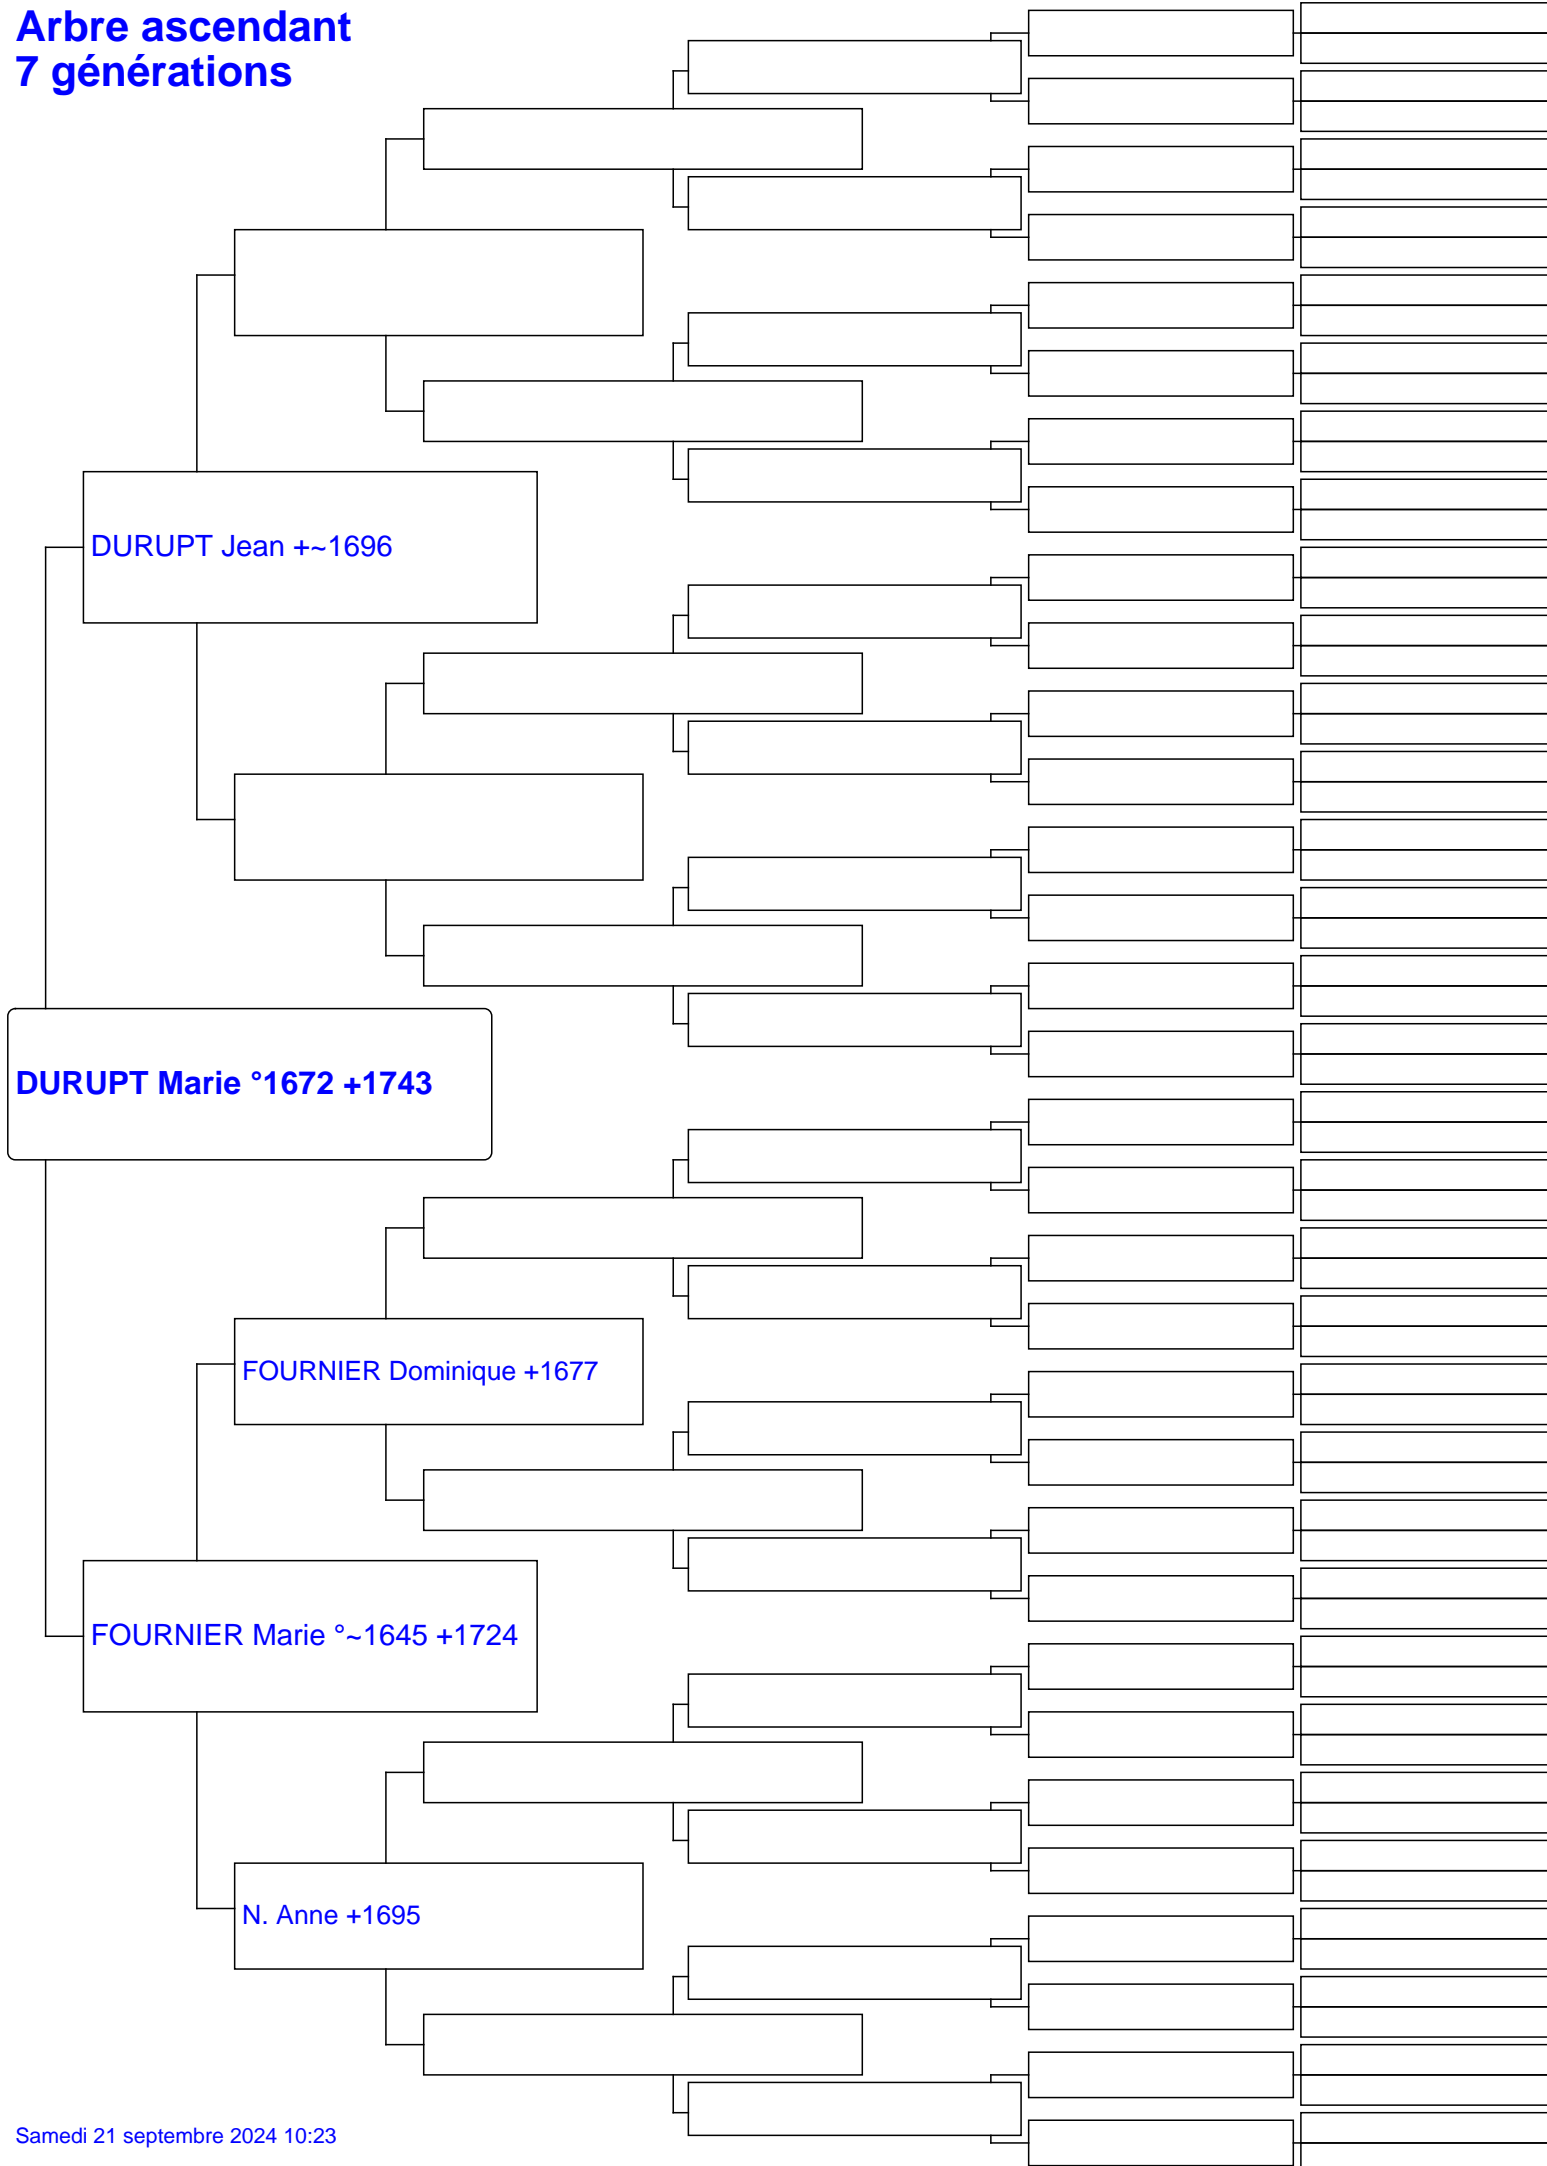 Arbre ascendant
7 générations
DURUPT Jean +~1696
DURUPT Marie °1672 +1743
FOURNIER Dominique +1677
FOURNIER Marie °~1645 +1724
N. Anne +1695
Samedi 21 septembre 2024 10:23